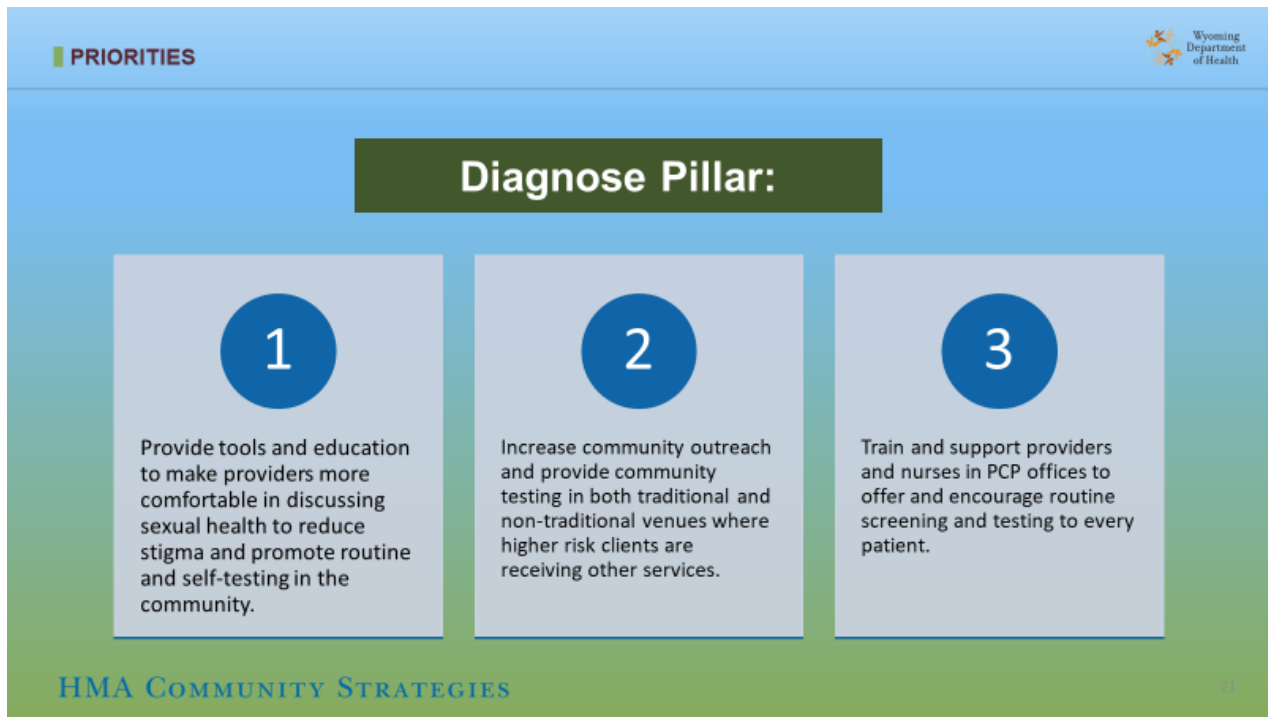 PRIORITIES
Wyoming
Department
of Health
Diagnose Pillar:
1
Provide tools and education
to make providers more
comfortable in discussing
sexual health to reduce
stigma and promote routine
and self-testing in the
community.
2
Increase community outreach
and provide community
testing in both traditional and
non-traditional venues where
higher risk clients are
receiving other services.
3
Train and support providers
and nurses in PCP offices to
offer and encourage routine
screening and testing to every
patient.
HMA COMMUNITY STRATEGIES
21